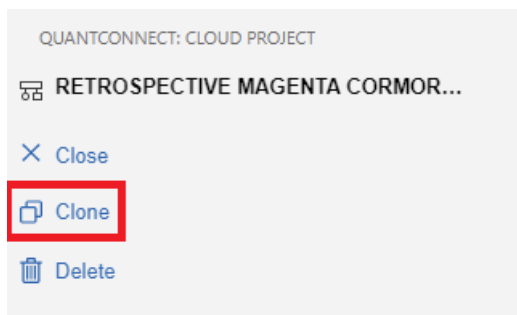 QUANTCONNECT: CLOUD PROJECT
RETROSPECTIVE MAGENTA CORMOR...
Close
Clone
Delete